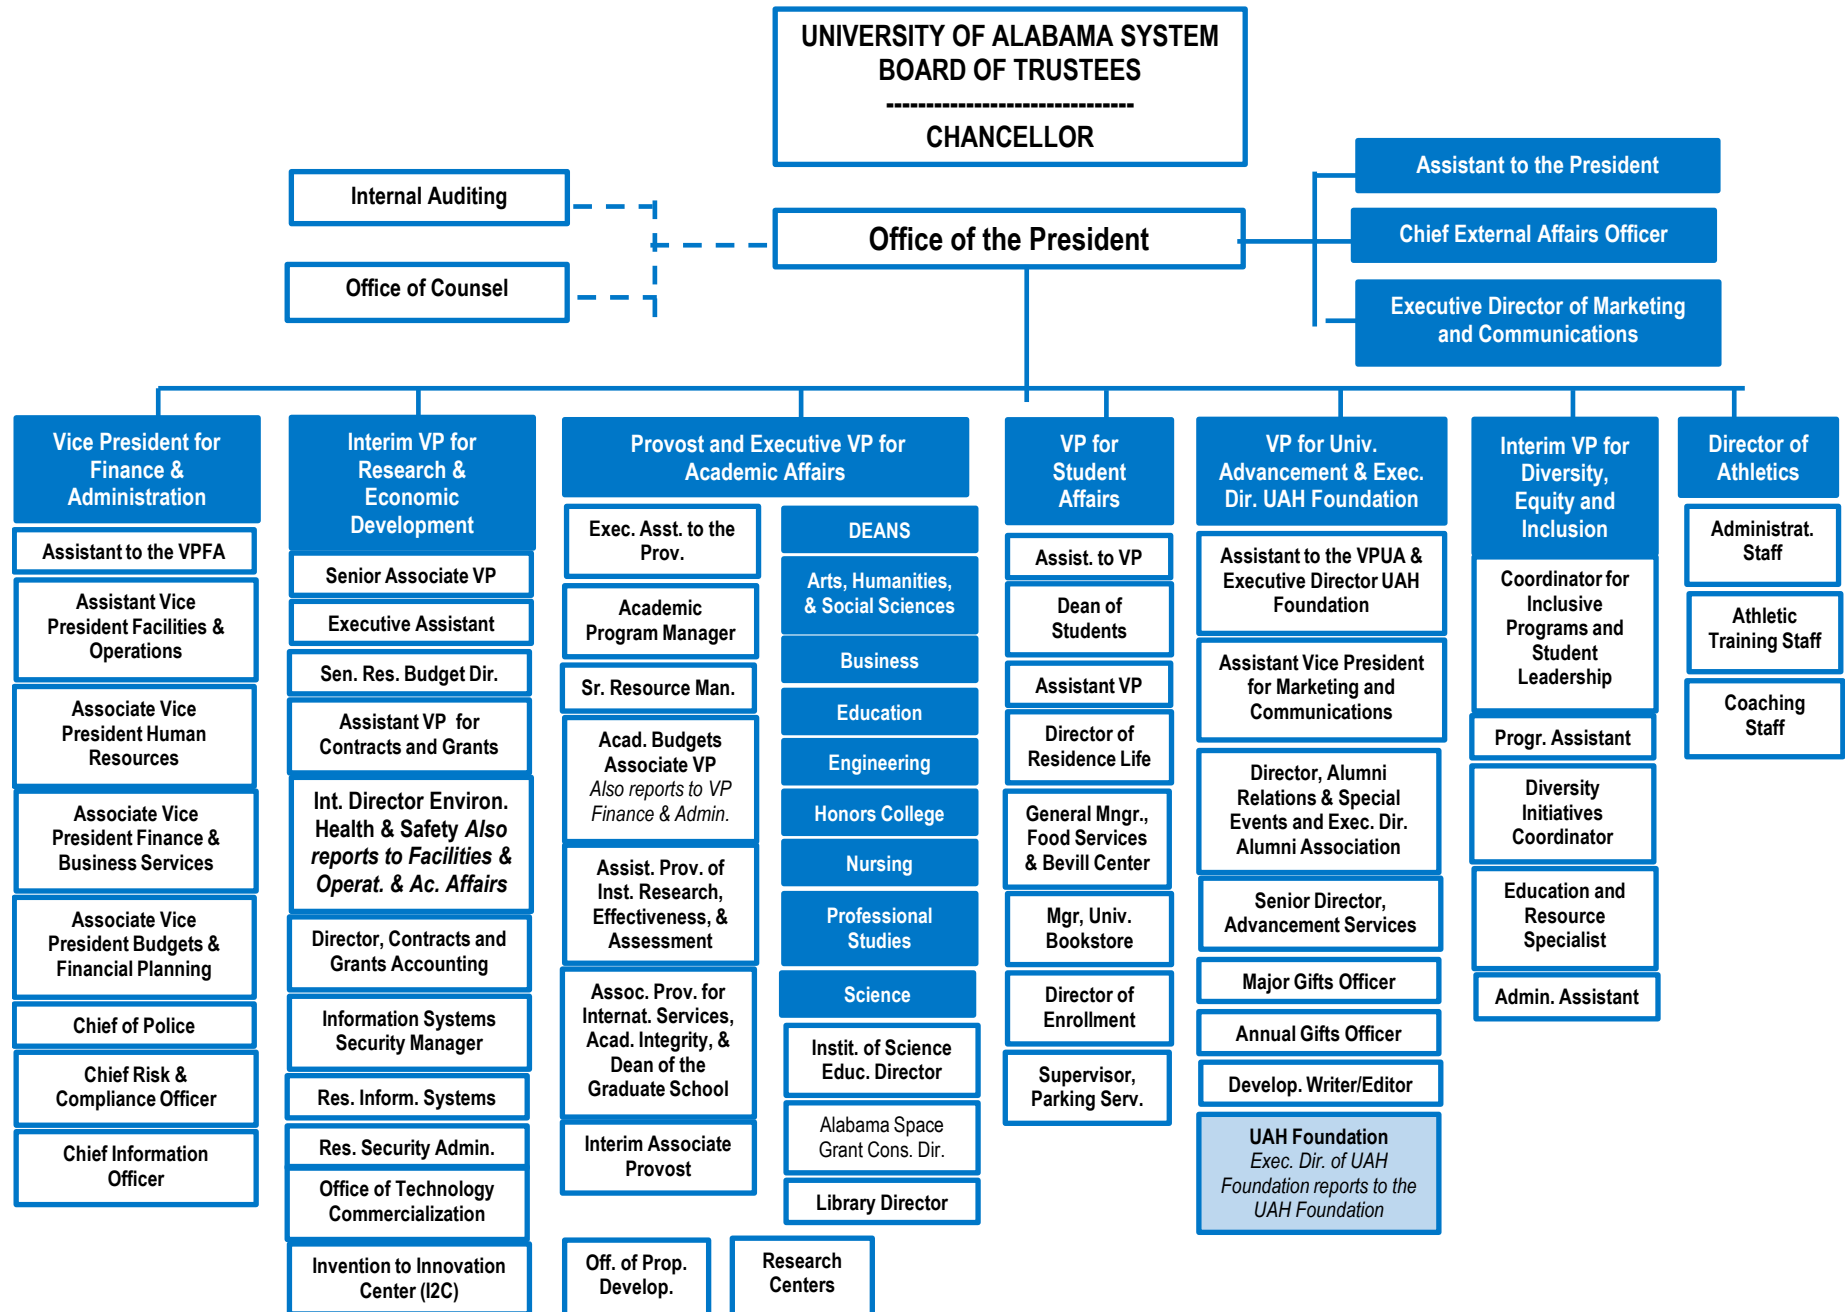 UNIVERSITY OF ALABAMA SYSTEM
BOARD OF TRUSTEES
-------------------------------
CHANCELLOR
Internal Auditing
Office of Counsel
Office of the President
Assistant to the President
Chief External Affairs Officer
Executive Director of Marketing
and Communications
Vice President for
Finance &
Administration
Assistant to the VPFA
Assistant Vice
President Facilities &
Operations
Associate Vice
President Human
Resources
Associate Vice
President Finance &
Business Services
Associate Vice
President Budgets &
Financial Planning
Chief of Police
Chief Risk &
Compliance Officer
Chief Information
Officer
Interim VP for
Research &
Economic
Development
Senior Associate VP
Executive Assistant
Sen. Res. Budget Dir.
Assistant VP for
Contracts and Grants
Int. Director Environ.
Health & Safety Also
reports to Facilities &
Operat. & Ac. Affairs
Director, Contracts and
Grants Accounting
Information Systems
Security Manager
Res. Inform. Systems
Res. Security Admin.
Office of Technology
Commercialization
Invention to Innovation
Center (I2C)
Provost and Executive VP for
Academic Affairs
Exec. Asst. to the
Prov.
Academic
Program Manager
Sr. Resource Man.
Acad. Budgets
Associate VP
Also reports to VP
Finance & Admin.
Assist. Prov. of
Inst. Research,
Effectiveness, &
Assessment
Assoc. Prov. for
Internat. Services,
Acad. Integrity, &
Dean of the
Graduate School
Interim Associate
Provost
Off. of Prop.
Develop.
Research
Centers
DEANS
Arts, Humanities,
& Social Sciences
Business
Education
Engineering
Honors College
Nursing
Professional
Studies
Science
Instit. of Science
Educ. Director
Alabama Space
Grant Cons. Dir.
Library Director
VP for
Student
Affairs
Assist. to VP
Dean of
Students
Assistant VP
Director of
Residence Life
General Mngr.,
Food Services
& Bevill Center
Mgr, Univ.
Bookstore
Director of
Enrollment
Supervisor,
Parking Serv.
VP for Univ.
Advancement & Exec.
Dir. UAH Foundation
Assistant to the VPUA &
Executive Director UAH
Foundation
Assistant Vice President
for Marketing and
Communications
Director, Alumni
Relations & Special
Events and Exec. Dir.
Alumni Association
Senior Director,
Advancement Services
Major Gifts Officer
Annual Gifts Officer
Develop. Writer/Editor
UAH Foundation
Exec. Dir. of UAH
Foundation reports to the
UAH Foundation
Interim VP for
Diversity,
Equity and
Inclusion
Coordinator for
Inclusive
Programs and
Student
Leadership
Progr. Assistant
Diversity
Initiatives
Coordinator
Education and
Resource
Specialist
Admin. Assistant
Director of
Athletics
Administrat.
Staff
Athletic
Training Staff
Coaching
Staff